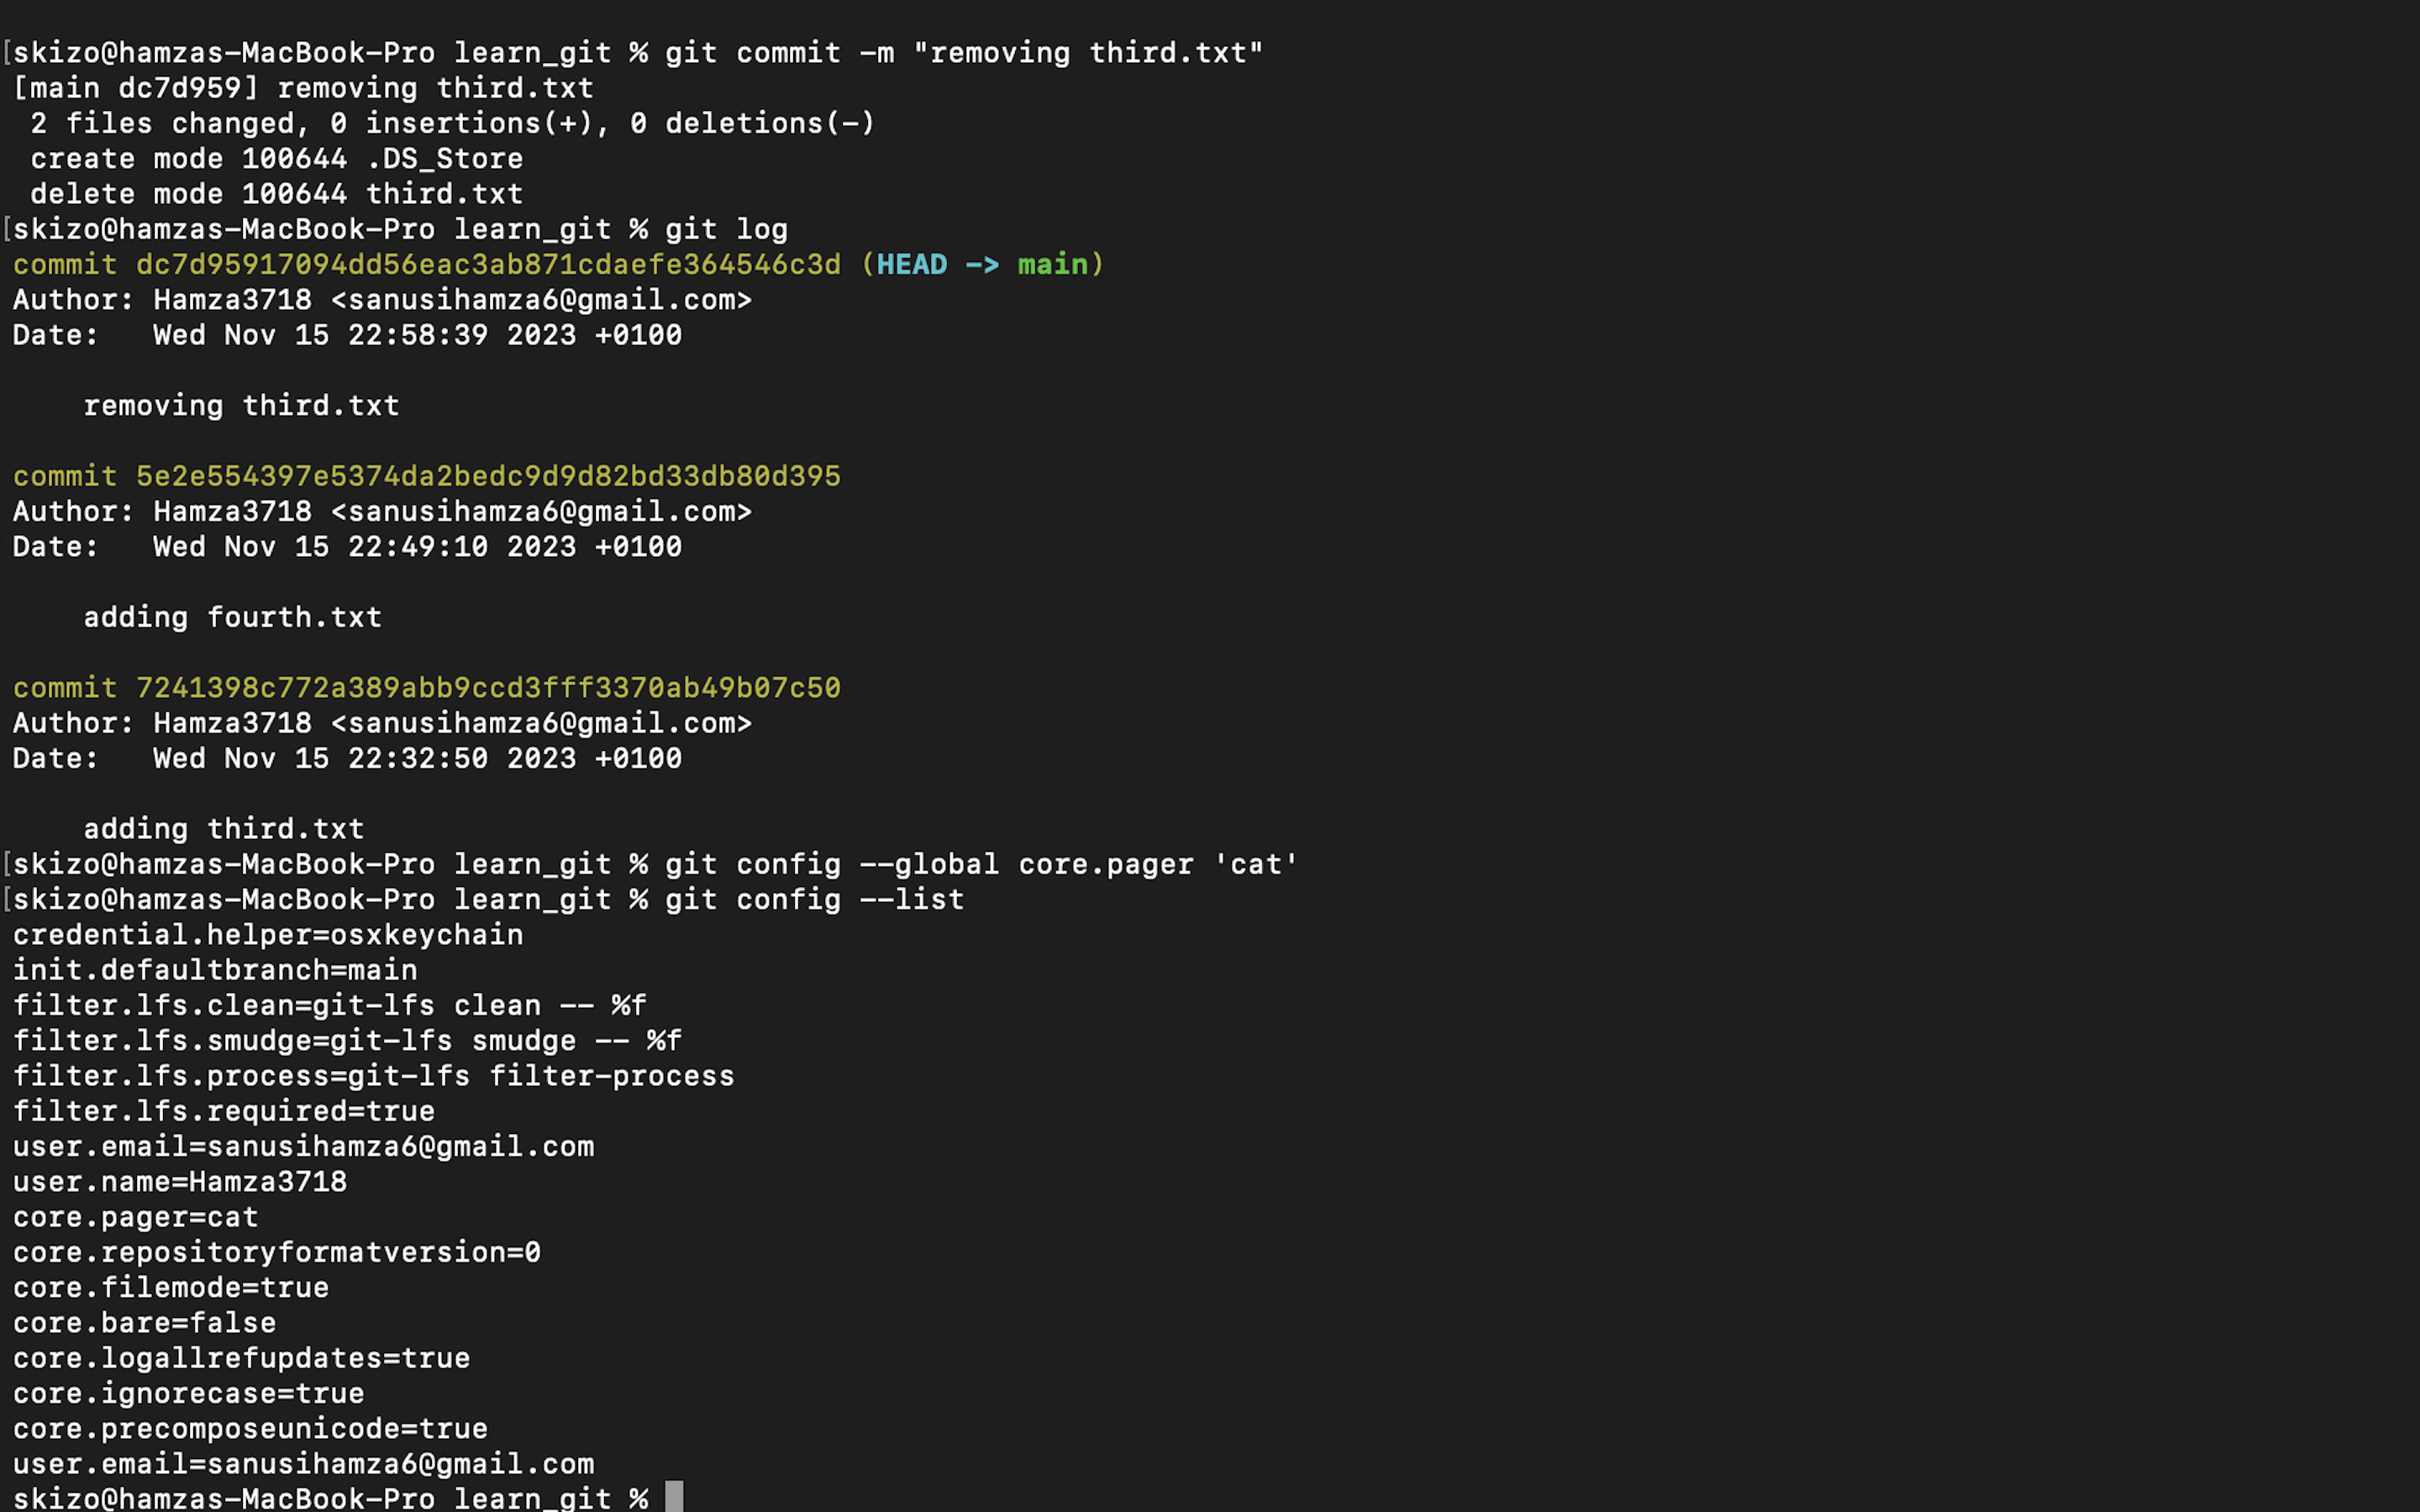 [skizo@hamzas-MacBook-Pro learn_git % git commit -m "removing third.txt"
[main dc7d959] removing third.txt
 2 files changed, 0 insertions(+), 0 deletions(-)
 create mode 100644 .DS_Store
 delete mode 100644 third.txt
[skizo@hamzas-MacBook-Pro learn_git % git log
commit dc7d95917094dd56eac3ab871cdaefe364546c3d (HEAD -> main)
Author: Hamza3718 <sanusihamza6@gmail.com>
Date:   Wed Nov 15 22:58:39 2023 +0100
    removing third.txt
commit 5e2e554397e5374da2bedc9d9d82bd33db80d395
Author: Hamza3718 <sanusihamza6@gmail.com>
Date:   Wed Nov 15 22:49:10 2023 +0100
    adding fourth.txt
commit 7241398c772a389abb9ccd3fff3370ab49b07c50
Author: Hamza3718 <sanusihamza6@gmail.com>
Date:   Wed Nov 15 22:32:50 2023 +0100
    adding third.txt
[skizo@hamzas-MacBook-Pro learn_git % git config --global core.pager 'cat'
[skizo@hamzas-MacBook-Pro learn_git % git config --list
credential.helper=osxkeychain
init.defaultbranch=main
filter.lfs.clean=git-lfs clean -- %f
filter.lfs.smudge=git-lfs smudge -- %f
filter.lfs.process=git-lfs filter-process
filter.lfs.required=true
user.email=sanusihamza6@gmail.com
user.name=Hamza3718
core.pager=cat
core.repositoryformatversion=0
core.filemode=true
core.bare=false
core.logallrefupdates=true
core.ignorecase=true
core.precomposeunicode=true
user.email=sanusihamza6@gmail.com
skizo@hamzas-MacBook-Pro learn_git %